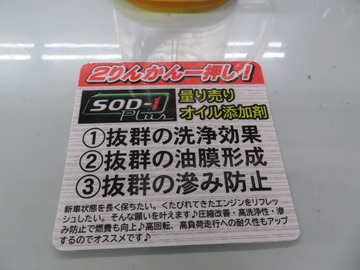 2りんかん一押し!
SOD-1 Plus
量り売り
オイル添加剤
①抜群の洗浄効果
②抜群の油膜形成
③抜群の滲み防止
新車状態を長く保ちたい。くたびれてきたエンジンをリフレッ
シュしたい。そんな願いを叶えます♪圧縮改善・高洗浄性・滲
み防止で燃費も向上♪高回転、高負荷走行への耐久性もアップ
するのでオススメです♪